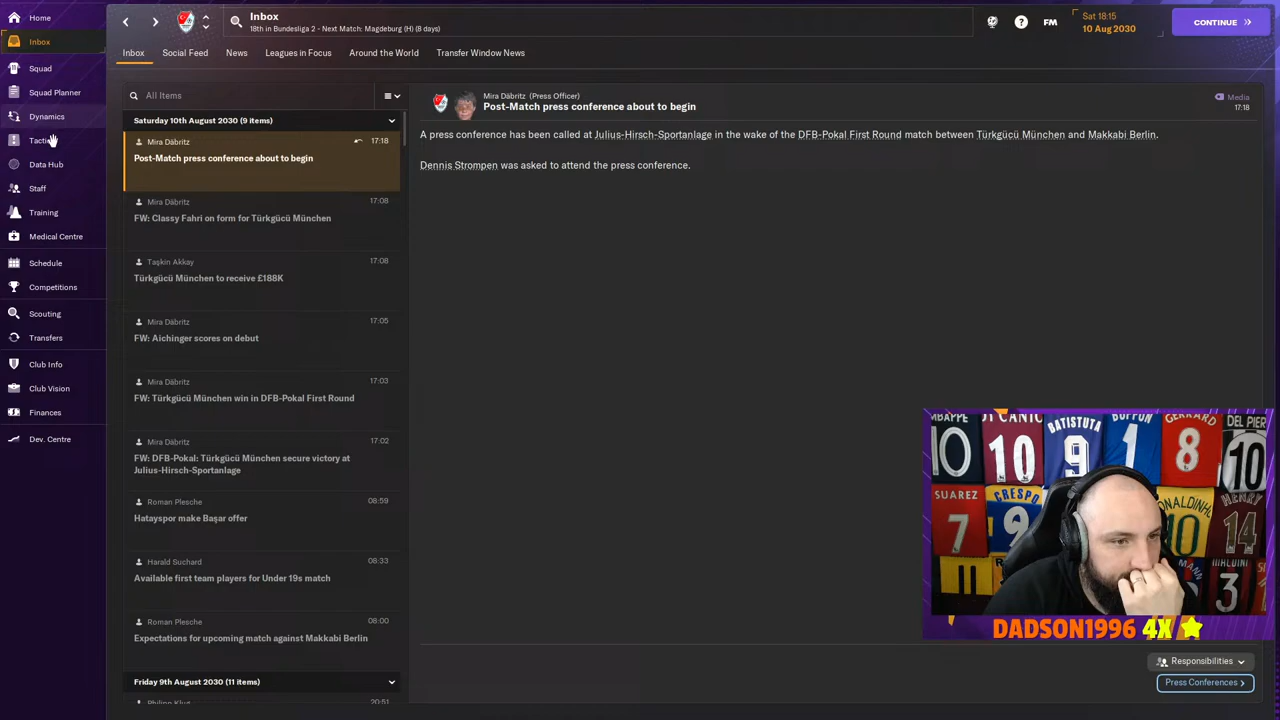 Home
Inbox
Squad
Squad Planner
Dynamics
Data Hub
Staff
Training
Medical Centre
Schedule
Competitions
Scouting
Transfers
Club Info
Club Vision
Finances
Dev. Centre
Inbox
18th in Bundesliga 2 - Next Match: Magdeburg (H) (8 days)
FM
Sat 18:15
10 Aug 2030
CONTINUE
Inbox
Social Feed
News
Leagues in Focus
Around the World
Transfer Window News
All Items
Saturday 10th August 2030 (9 items)
Mira Däbritz
17:18
Post-Match press conference about to begin
Mira Däbritz
17:08
FW: Classy Fahri on form for Türkgücü München
Taşkin Akkay
17:08
Türkgücü München to receive £188K
Mira Däbritz
17:05
FW: Aichinger scores on debut
Mira Däbritz
17:03
FW: Türkgücü München win in DFB-Pokal First Round
Mira Däbritz
17:02
FW: DFB-Pokal: Türkgücü München secure victory at
Julius-Hirsch-Sportanlage
Roman Plesche
08:59
Hatayspor make Başar offer
Harald Suchard
08:33
Available first team players for Under 19s match
Roman Plesche
08:00
Expectations for upcoming match against Makkabi Berlin
Friday 9th August 2030 (11 items)
Philipp Klug
20:51
Mira Däbritz (Press Officer)
Post-Match press conference about to begin
Media
17:18
A press conference has been called at Julius-Hirsch-Sportanlage in the wake of the DFB-Pokal First Round match between Türkgücü München and Makkabi Berlin.
Dennis Strompen was asked to attend the press conference.
10
DI CANIO
10
BATISTUTA
9
BUFFON
1
GERRARD
8
DEL PIER
10
SUAREZ
7
CRESPO
9
10
HENRY
14
MALDINI
3
DADSON1996 4X
Responsibilities
Press Conferences